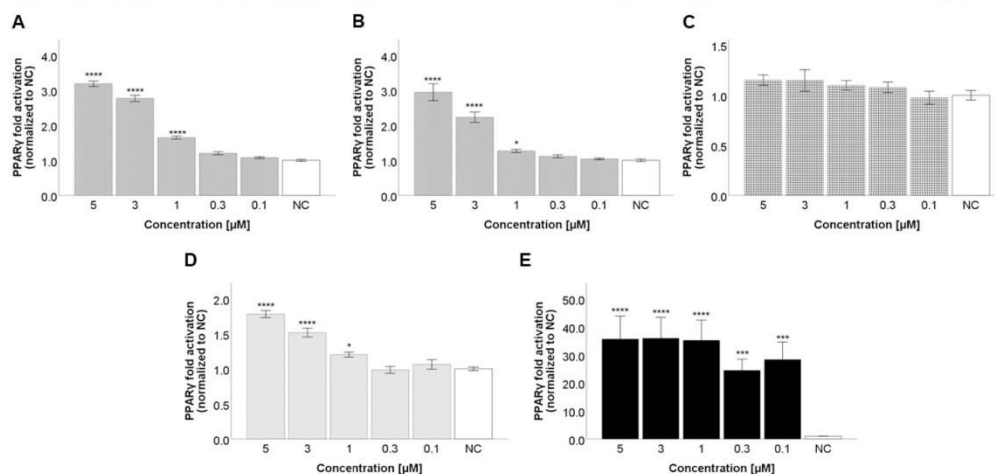 A
PPARγ fold activation
(normalized to NC)
4.0
3.0
2.0
1.0
0.0
****
****
****
5 3 1 0.3 0.1 NC
Concentration [µM]
B
PPARγ fold activation
(normalized to NC)
4.0
3.0
2.0
1.0
0.0
****
****
*
5 3 1 0.3 0.1 NC
Concentration [µM]
C
PPARγ fold activation
(normalized to NC)
1.5
1.0
0.5
0.0
5 3 1 0.3 0.1 NC
Concentration [µM]
D
PPARγ fold activation
(normalized to NC)
2.0
1.5
1.0
0.5
0.0
****
****
*
5 3 1 0.3 0.1 NC
Concentration [µM]
E
PPARγ fold activation
(normalized to NC)
50.0
40.0
30.0
20.0
10.0
0.0
**** **** **** *** ***
5 3 1 0.3 0.1 NC
Concentration [µM]